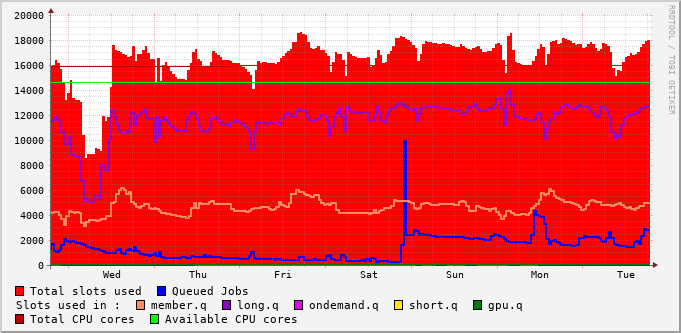 20000
18000
16000
14000
12000
10000
8000
6000
4000
2000
0
Wed Thu Fri Sat Sun Mon Tue
RRDTOOL / TOBI OETIKER
Total slots used Queued Jobs
Slots used in : member.q long.q ondemand.q short.q gpu.q
Total CPU cores Available CPU cores